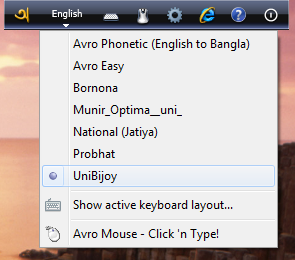 অ
English
Avro Phonetic (English to Bangla)
Avro Easy
Bornona
Munir_Optima__uni_
National (Jatiya)
Probhat
UniBijoy
Show active keyboard layout...
Avro Mouse - Click 'n Type!